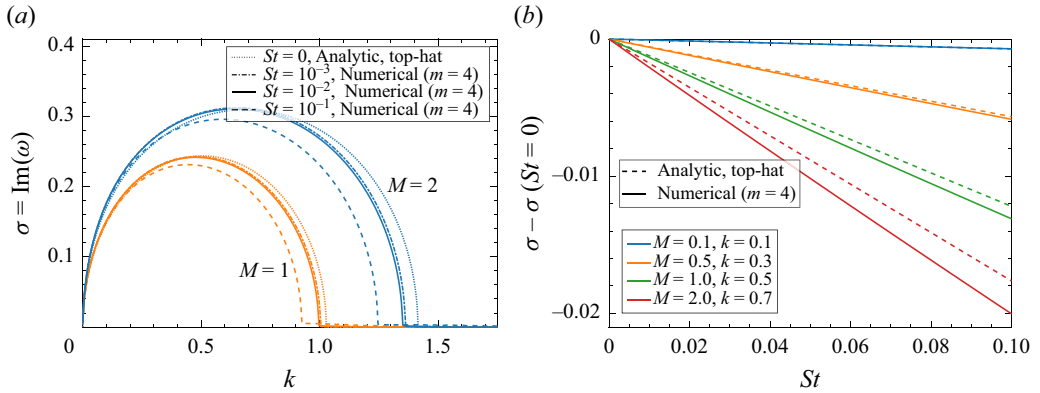 (a)
0.4
0.3
0.2
0.1
σ = Im(ω)
St = 0, Analytic, top-hat
St = 10⁻³, Numerical (m = 4)
St = 10⁻², Numerical (m = 4)
St = 10⁻¹, Numerical (m = 4)
M = 2
M = 1
0 0.5 1.0 1.5
k
(b)
0
−0.01
−0.02
σ − σ (St = 0)
Analytic, top-hat
Numerical (m = 4)
M = 0.1, k = 0.1
M = 0.5, k = 0.3
M = 1.0, k = 0.5
M = 2.0, k = 0.7
0 0.02 0.04 0.06 0.08 0.10
St